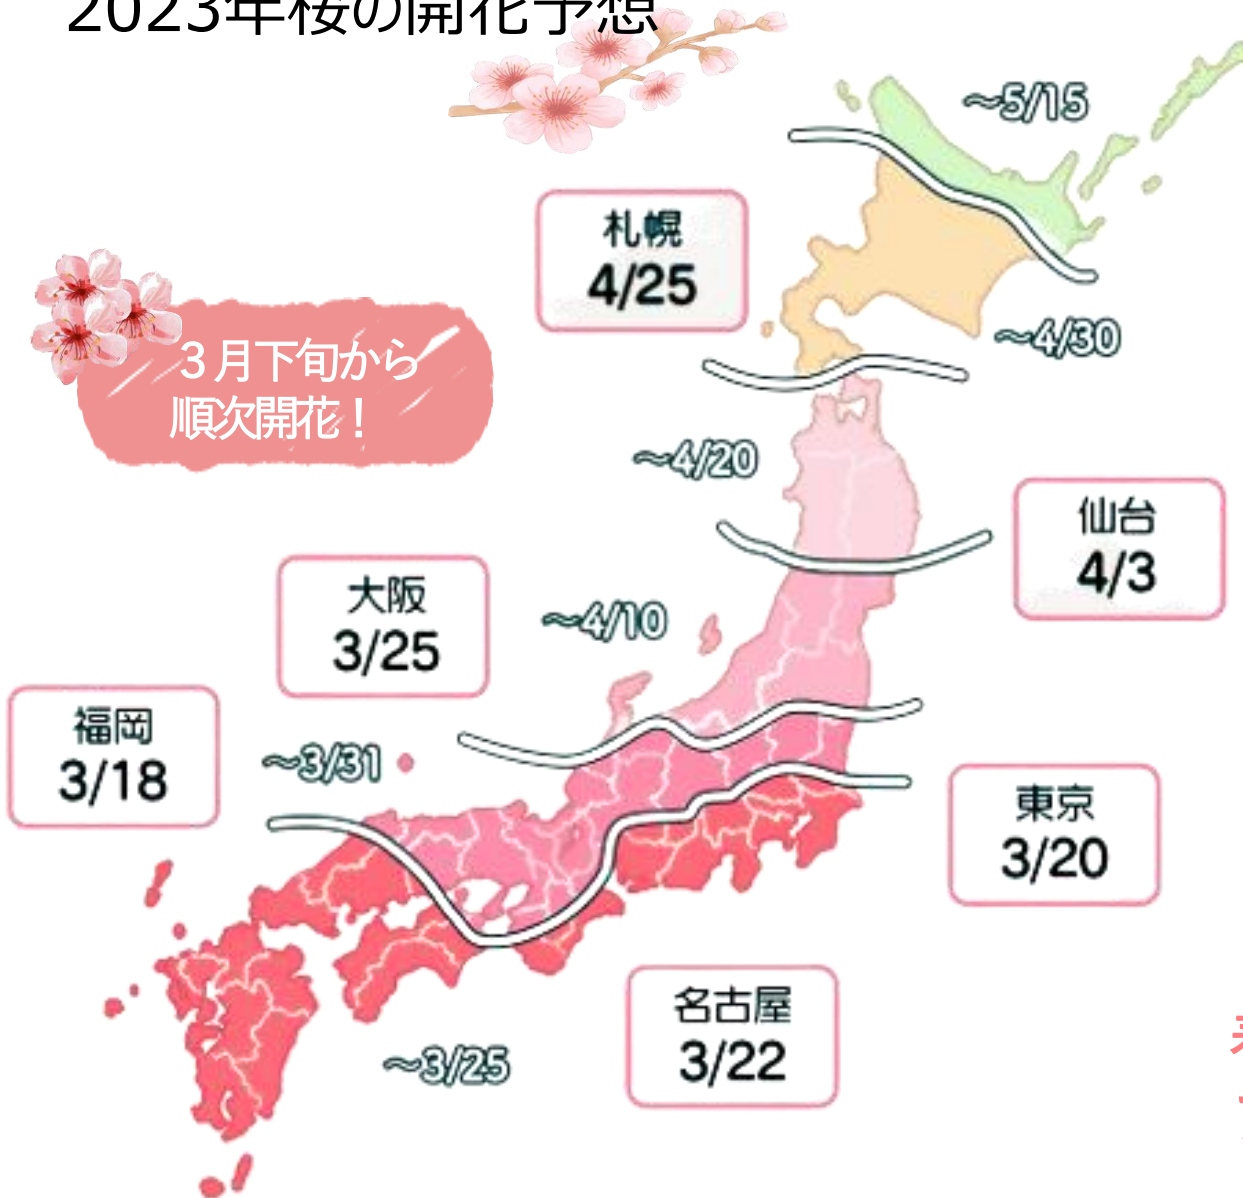 2023年桜の開花予想
～5/15
札幌
4/25
～4/30
３月下旬から
順次開花！
～4/20
仙台
4/3
大阪
3/25
～4/10
福岡
3/18
～3/31
東京
3/20
名古屋
3/22
～3/25